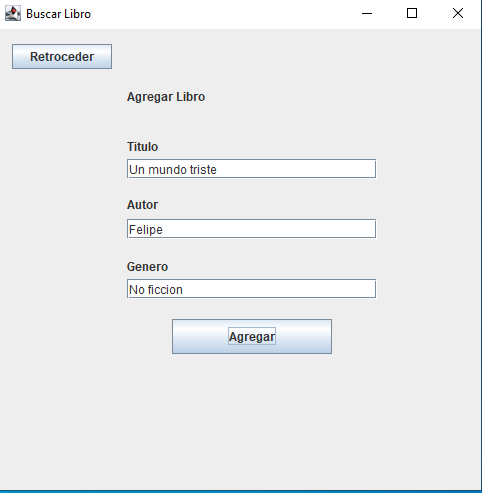 Buscar Libro
Retroceder
Agregar Libro
Titulo
Un mundo triste
Autor
Felipe
Genero
No ficcion
Agregar